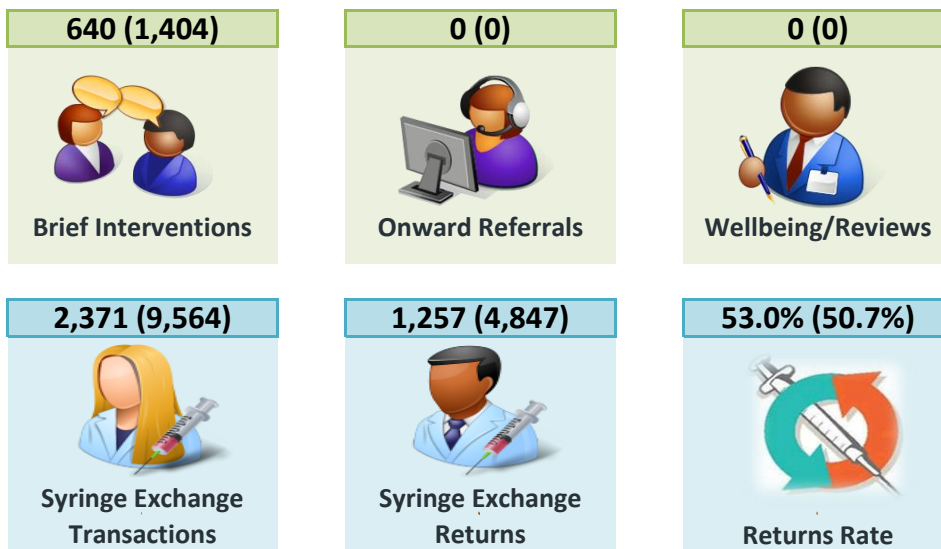 640 (1,404)
0 (0)
0 (0)
Brief Interventions
Onward Referrals
Wellbeing/Reviews
2,371 (9,564)
1,257 (4,847)
53.0% (50.7%)
Syringe Exchange
Transactions
Syringe Exchange
Returns
Returns Rate